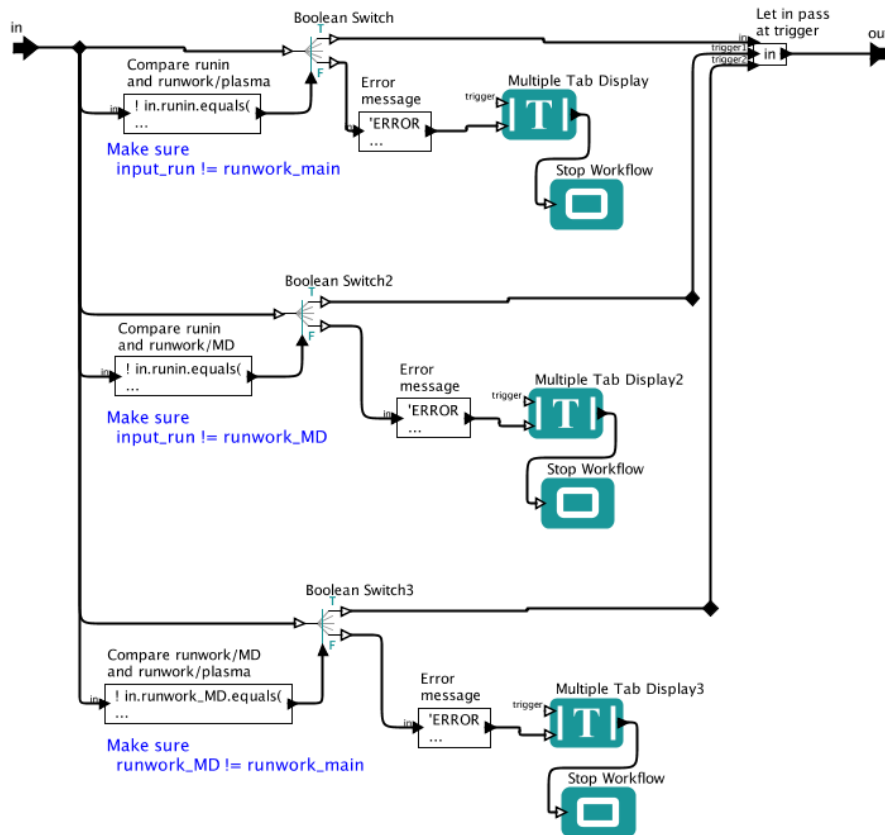 in
Boolean Switch
T
F
Compare runin
and runwork/plasma
in
! in.runin.equals(
...
Make sure
input_run != runwork_main
Error
message
in
'ERROR
...
Multiple Tab Display
trigger
T
Stop Workflow
Let in pass
at trigger
in
trigger1
trigger2
in
out
Boolean Switch2
T
F
Compare runin
and runwork/MD
in
! in.runin.equals(
...
Make sure
input_run != runwork_MD
Error
message
in
'ERROR
...
Multiple Tab Display2
trigger
T
Stop Workflow
Boolean Switch3
T
F
Compare runwork/MD
and runwork/plasma
in
! in.runwork_MD.equals(
...
Make sure
runwork_MD != runwork_main
Error
message
in
'ERROR
...
Multiple Tab Display3
trigger
T
Stop Workflow